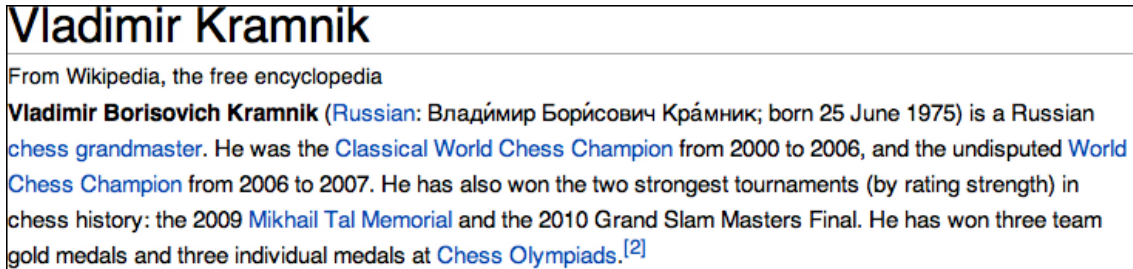 Vladimir Kramnik
From Wikipedia, the free encyclopedia
Vladimir Borisovich Kramnik (Russian: Влади́мир Бори́сович Кра́мник; born 25 June 1975) is a Russian
chess grandmaster. He was the Classical World Chess Champion from 2000 to 2006, and the undisputed World
Chess Champion from 2006 to 2007. He has also won the two strongest tournaments (by rating strength) in
chess history: the 2009 Mikhail Tal Memorial and the 2010 Grand Slam Masters Final. He has won three team
gold medals and three individual medals at Chess Olympiads.[2]